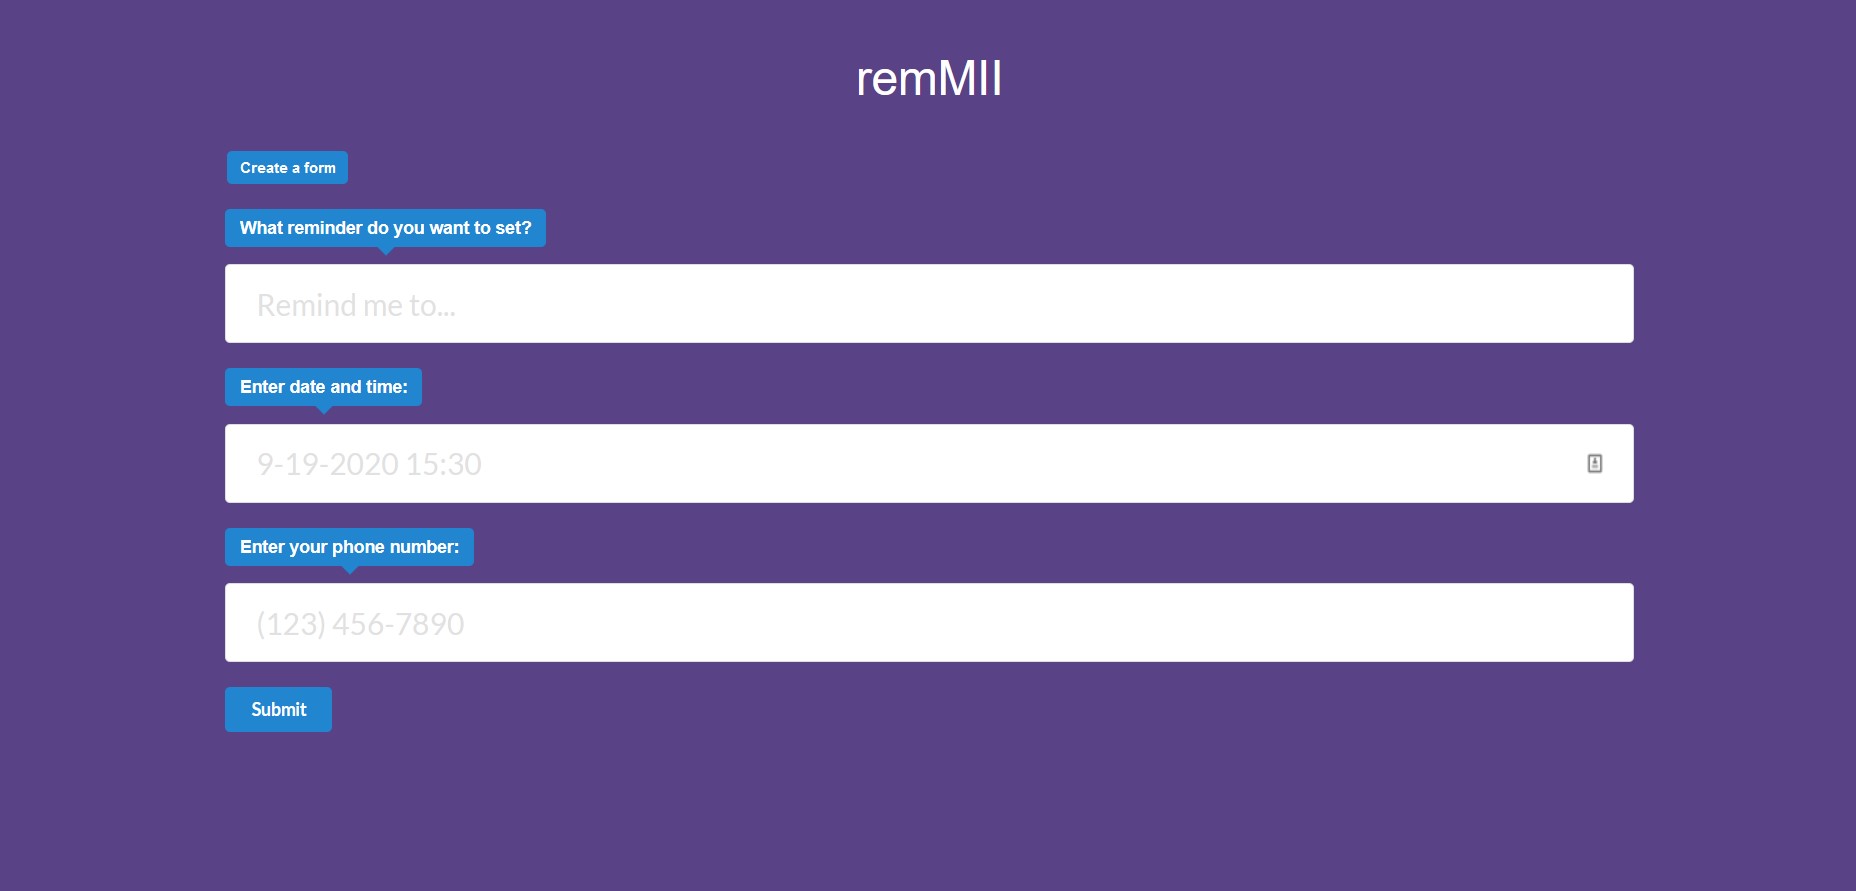 remMII
Create a form
What reminder do you want to set?
Remind me to...
Enter date and time:
9-19-2020 15:30
Enter your phone number:
(123) 456-7890
Submit